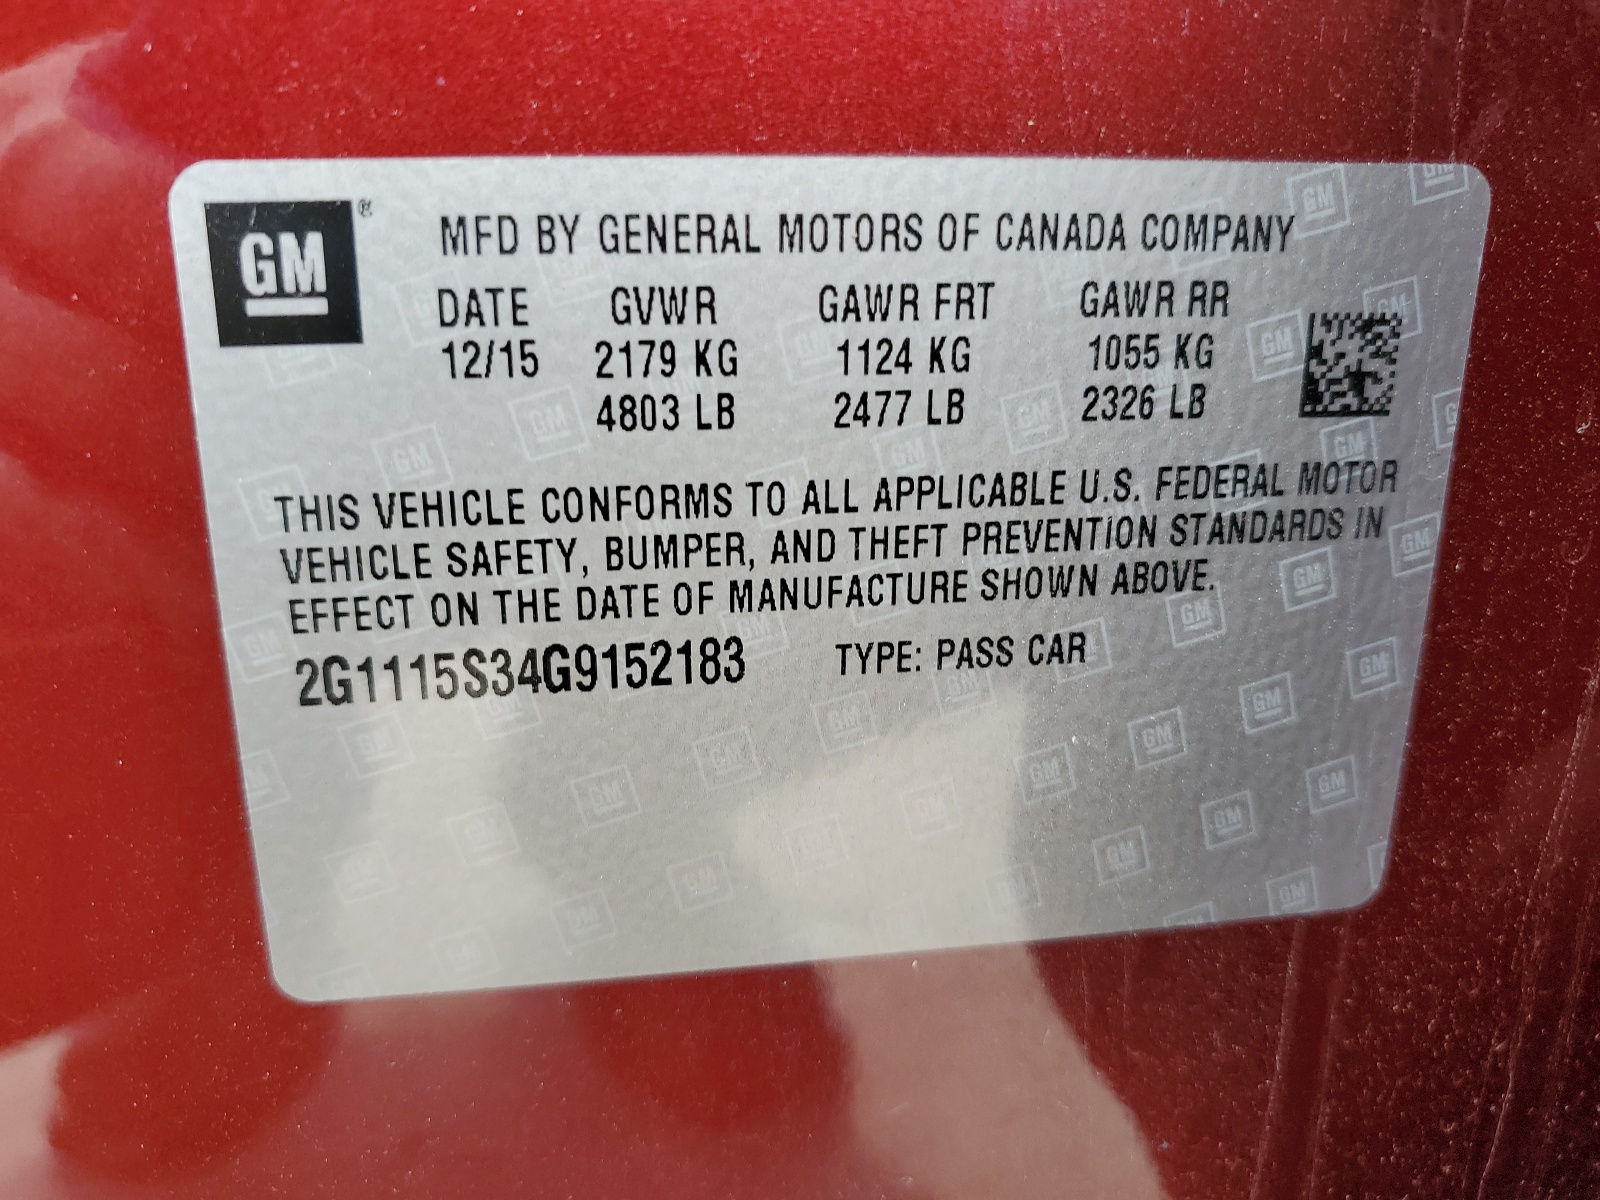 GM ®
MFD BY GENERAL MOTORS OF CANADA COMPANY
DATE GVWR GAWR FRT GAWR RR
12/15 2179 KG 1124 KG 1055 KG
4803 LB 2477 LB 2326 LB
THIS VEHICLE CONFORMS TO ALL APPLICABLE U.S. FEDERAL MOTOR
VEHICLE SAFETY, BUMPER, AND THEFT PREVENTION STANDARDS IN
EFFECT ON THE DATE OF MANUFACTURE SHOWN ABOVE.
2G1115S34G9152183 TYPE: PASS CAR